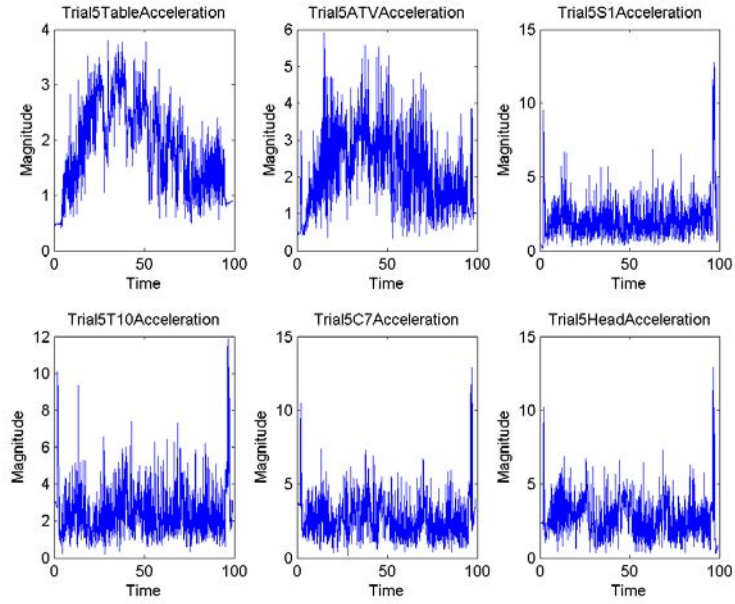 Trial5TableAcceleration
4
3
2
1
0
Magnitude
0 50 100
Time
Trial5ATVAcceleration
6
5
4
3
2
1
0
Magnitude
0 50 100
Time
Trial5S1Acceleration
15
10
5
0
Magnitude
0 50 100
Time
Trial5T10Acceleration
12
10
8
6
4
2
0
Magnitude
0 50 100
Time
Trial5C7Acceleration
15
10
5
0
Magnitude
0 50 100
Time
Trial5HeadAcceleration
15
10
5
0
Magnitude
0 50 100
Time